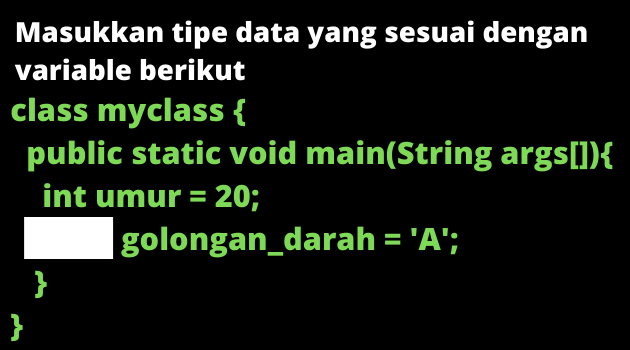 Masukkan tipe data yang sesuai dengan
variable berikut
class myclass {
public static void main(String args[]){
int umur = 20;
golongan_darah = 'A';
}
}